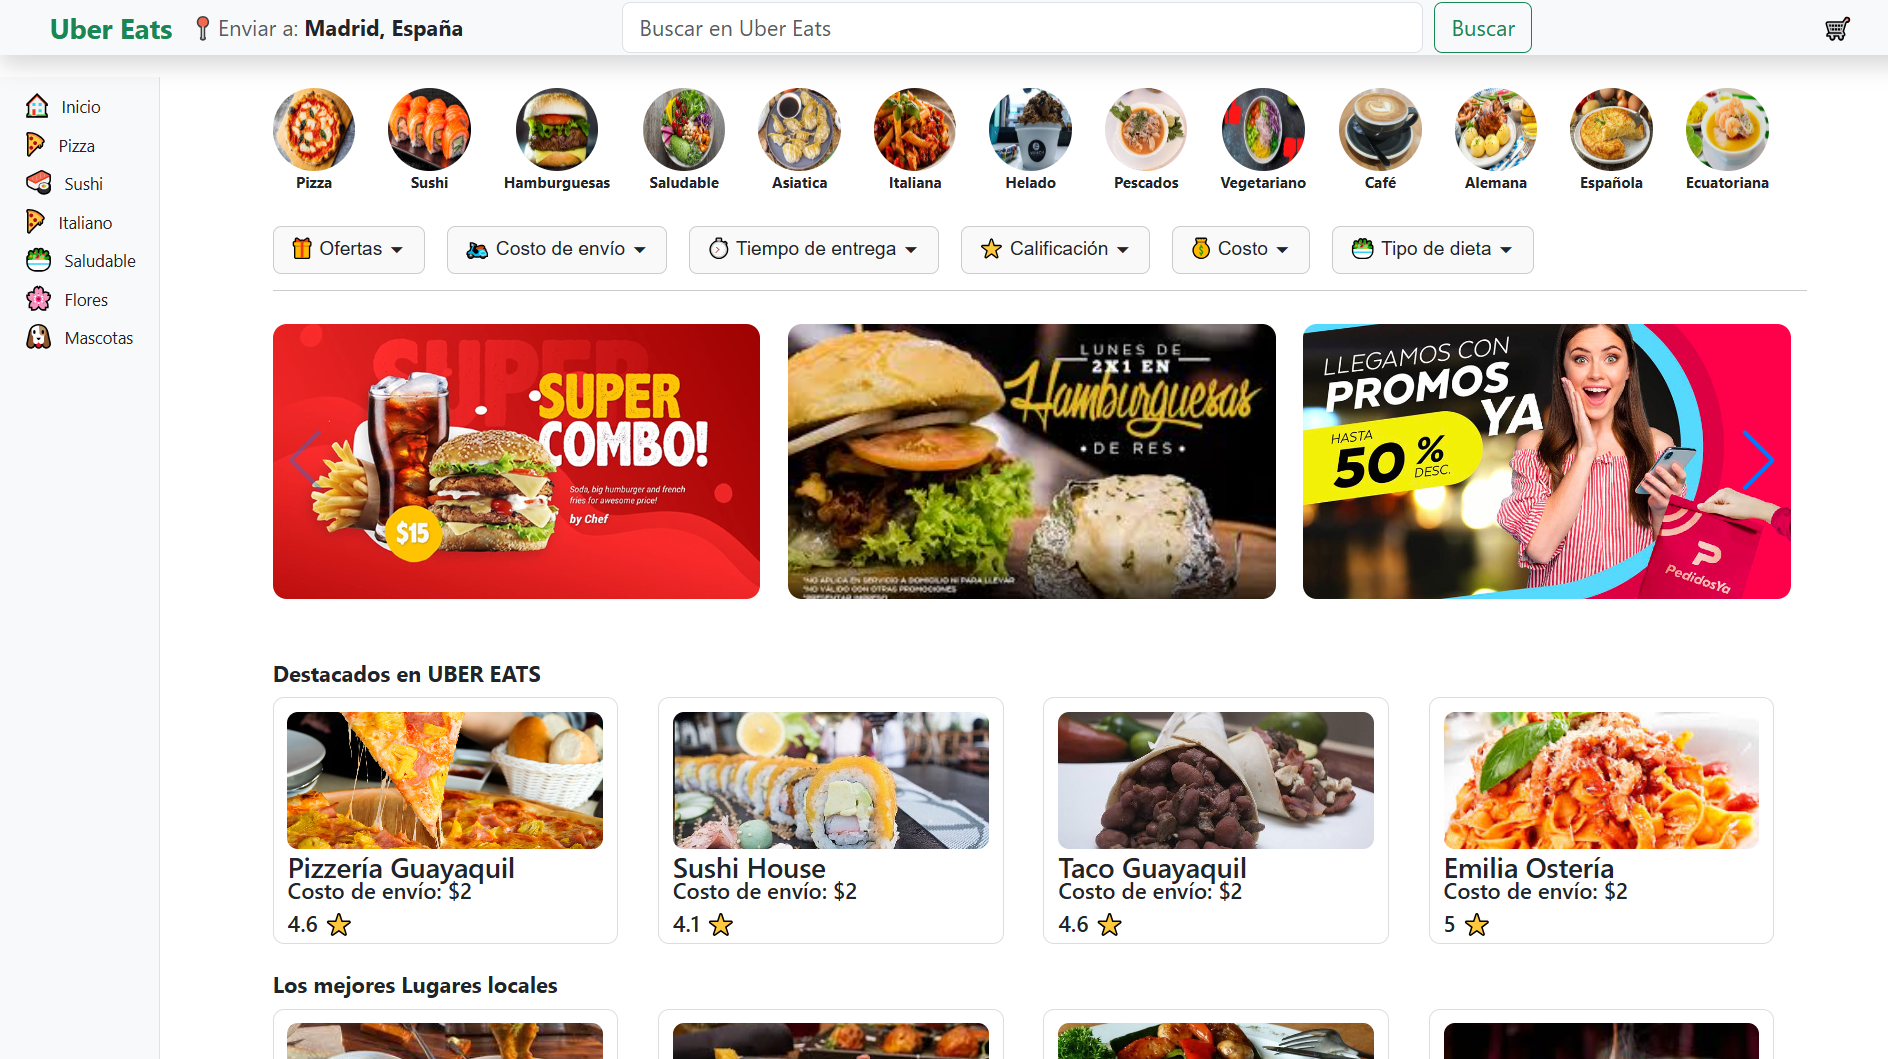 Uber Eats
Enviar a: Madrid, España
Buscar en Uber Eats
Buscar
Inicio
Pizza
Sushi
Italiano
Saludable
Flores
Mascotas
Pizza
Sushi
Hamburguesas
Saludable
Asiatica
Italiana
Helado
Pescados
Vegetariano
Café
Alemana
Española
Ecuatoriana
Ofertas
Costo de envío
Tiempo de entrega
Calificación
Costo
Tipo de dieta
SUPER
SUPER
COMBO!
Soda, big humburger and french
fries for awesome price!
by Chef
$15
LUNES DE
2X1 EN
Hamburguesas
• DE RES •
*NO APLICA EN SERVICIO A DOMICILIO NI PARA LLEVAR
*NO VÁLIDO CON OTRAS PROMOCIONES
LLEGAMOS CON
PROMOS
YA
HASTA
50 %
DESC.
PedidosYa
Destacados en UBER EATS
Pizzería Guayaquil
Costo de envío: $2
4.6
Sushi House
Costo de envío: $2
4.1
Taco Guayaquil
Costo de envío: $2
4.6
Emilia Ostería
Costo de envío: $2
5
Los mejores Lugares locales